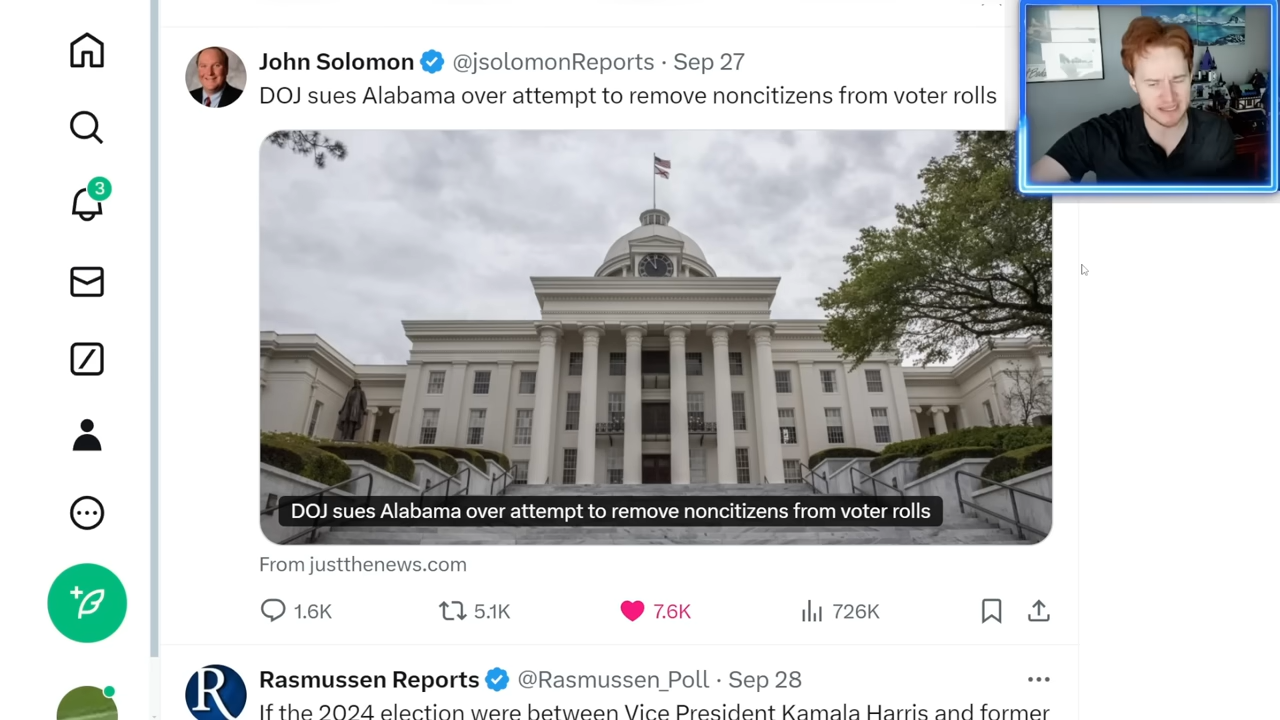 John Solomon @jsolomonReports · Sep 27
DOJ sues Alabama over attempt to remove noncitizens from voter rolls
3
DOJ sues Alabama over attempt to remove noncitizens from voter rolls
From justthenews.com
1.6K 5.1K 7.6K 726K
R
Rasmussen Reports @Rasmussen_Poll · Sep 28
If the 2024 election were between Vice President Kamala Harris and former